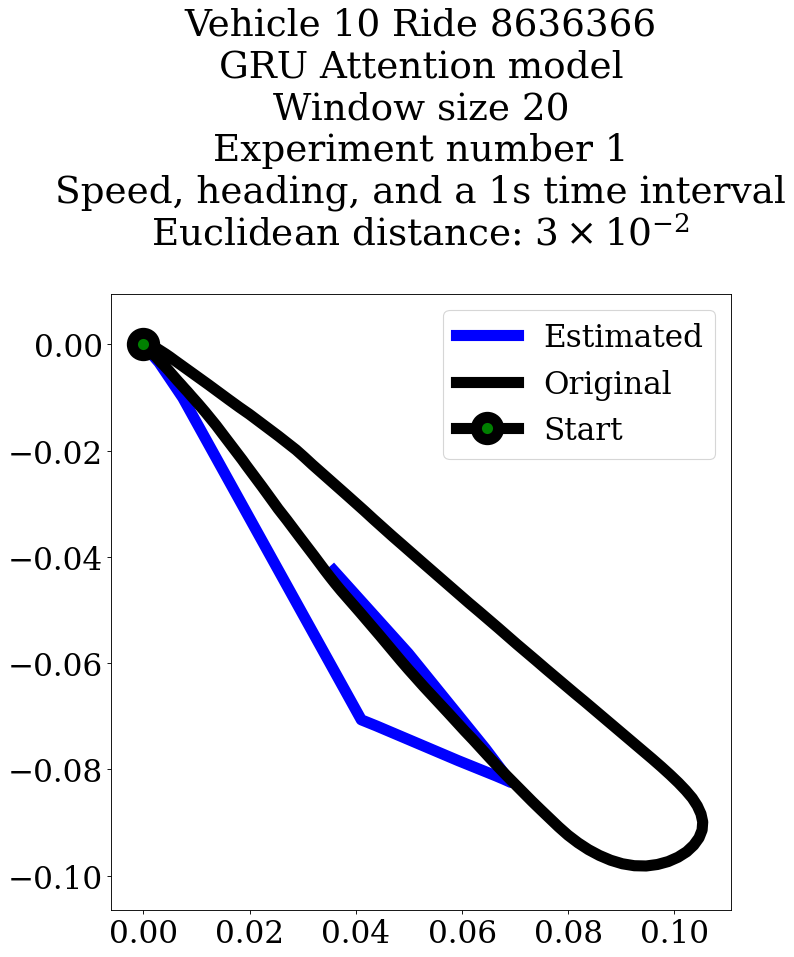 Vehicle 10 Ride 8636366
GRU Attention model
Window size 20
Experiment number 1
Speed, heading, and a 1s time interval
Euclidean distance: 3 × 10⁻²
Estimated
Original
Start
0.00
−0.02
−0.04
−0.06
−0.08
−0.10
0.00 0.02 0.04 0.06 0.08 0.10